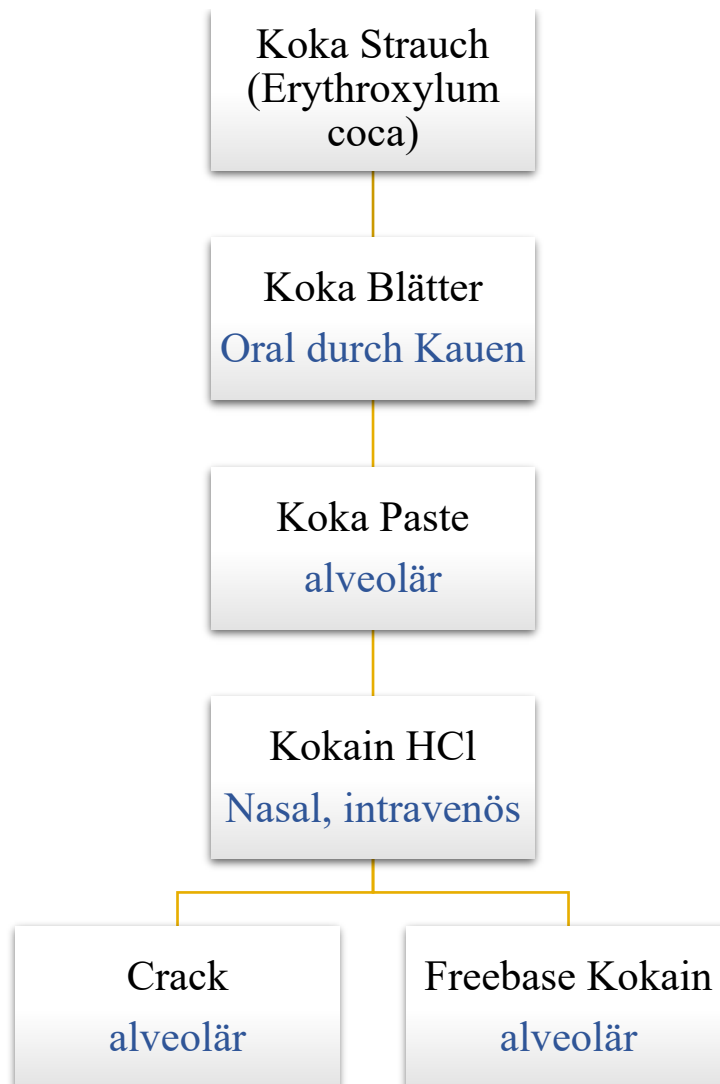 Koka Strauch
(Erythroxylum
coca)
Koka Blätter
Oral durch Kauen
Koka Paste
alveolär
Kokain HCl
Nasal, intravenös
Crack
alveolär
Freebase Kokain
alveolär